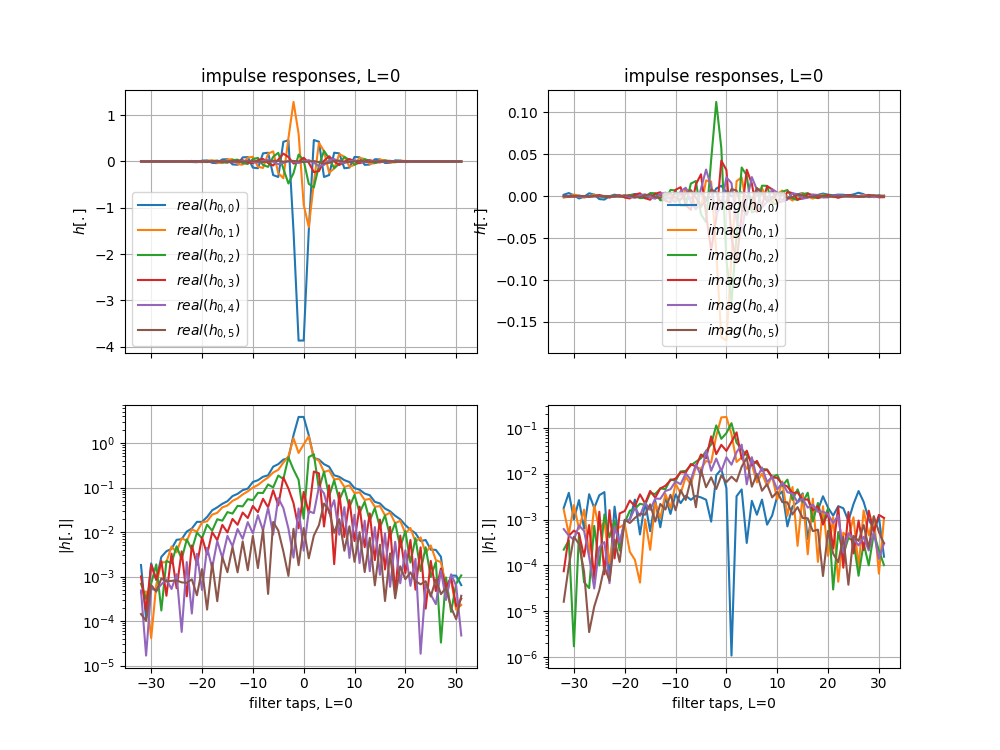 impulse responses, L=0
impulse responses, L=0
1
0
−1
−2
−3
−4
h[.]
real(h0,0)
real(h0,1)
real(h0,2)
real(h0,3)
real(h0,4)
real(h0,5)
0.10
0.05
0.00
−0.05
−0.10
−0.15
h[.]
imag(h0,0)
imag(h0,1)
imag(h0,2)
imag(h0,3)
imag(h0,4)
imag(h0,5)
10^0
10^−1
10^−2
10^−3
10^−4
10^−5
|h[.]|
−30 −20 −10 0 10 20 30
filter taps, L=0
10^−1
10^−2
10^−3
10^−4
10^−5
10^−6
|h[.]|
−30 −20 −10 0 10 20 30
filter taps, L=0